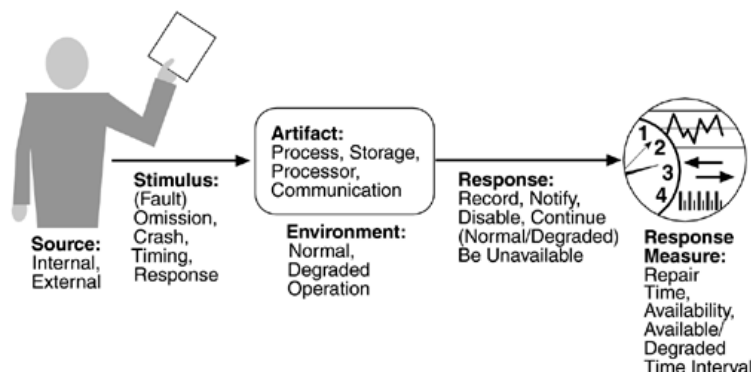 Source:
Internal,
External
Stimulus:
(Fault)
Omission,
Crash,
Timing,
Response
Artifact:
Process, Storage,
Processor,
Communication
Environment:
Normal,
Degraded
Operation
Response:
Record, Notify,
Disable, Continue
(Normal/Degraded)
Be Unavailable
1
2
3
4
Response
Measure:
Repair
Time,
Availability,
Available/
Degraded
Time Interval